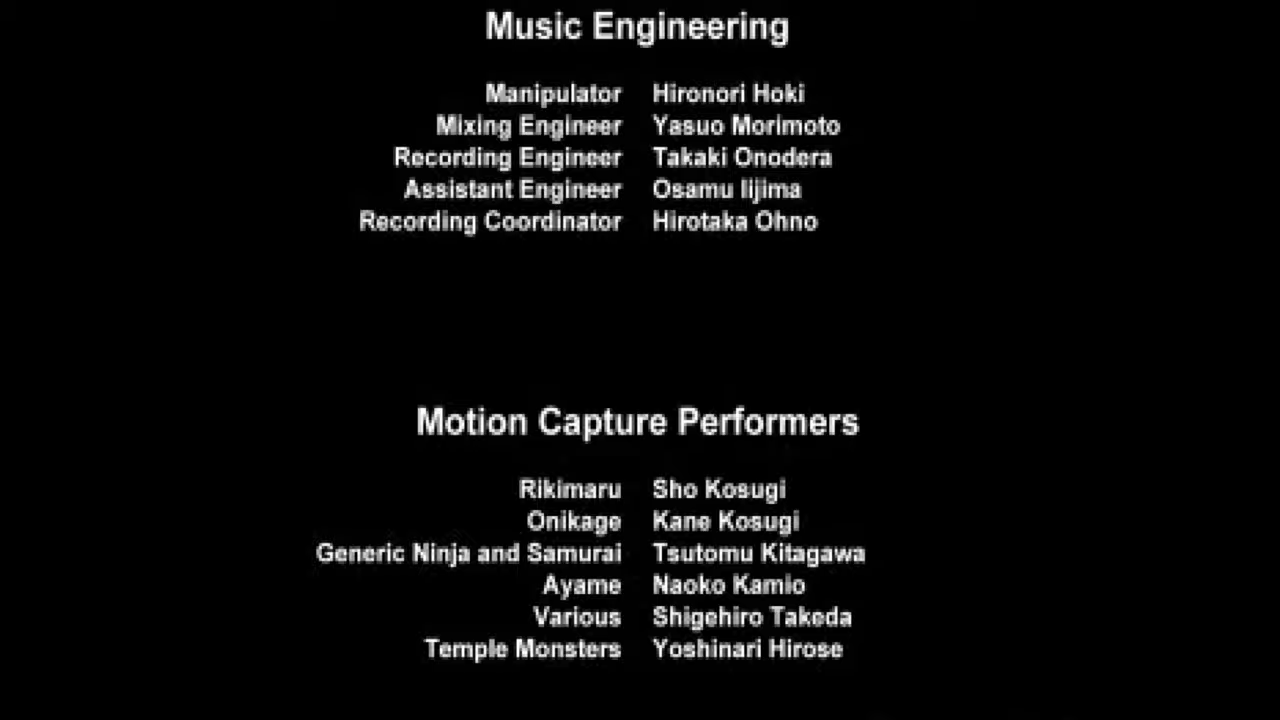 Music Engineering
Manipulator Hironori Hoki
Mixing Engineer Yasuo Morimoto
Recording Engineer Takaki Onodera
Assistant Engineer Osamu Iijima
Recording Coordinator Hirotaka Ohno
Motion Capture Performers
Rikimaru Sho Kosugi
Onikage Kane Kosugi
Generic Ninja and Samurai Tsutomu Kitagawa
Ayame Naoko Kamio
Various Shigehiro Takeda
Temple Monsters Yoshinari Hirose